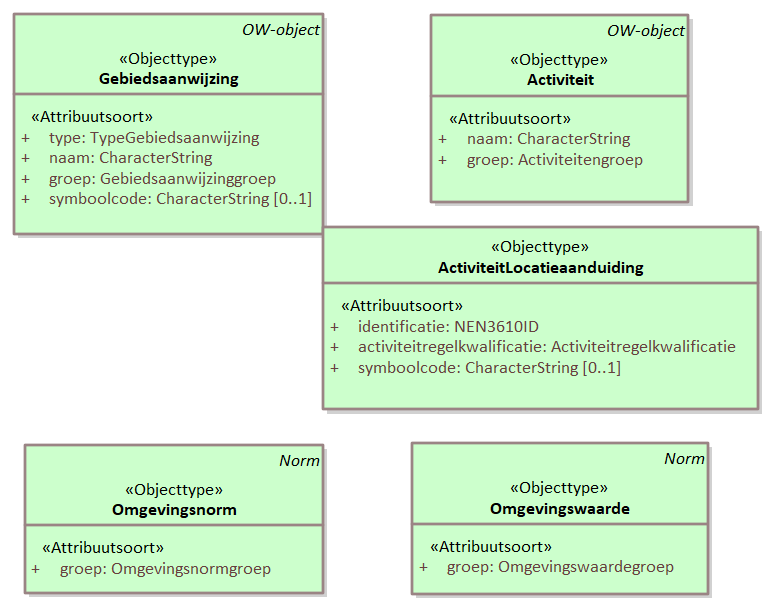 OW-object
«Objecttype»
Gebiedsaanwijzing
«Attribuutsoort»
+ type: TypeGebiedsaanwijzing
+ naam: CharacterString
+ groep: Gebiedsaanwijzinggroep
+ symboolcode: CharacterString [0..1]
OW-object
«Objecttype»
Activiteit
«Attribuutsoort»
+ naam: CharacterString
+ groep: Activiteitengroep
«Objecttype»
ActiviteitLocatieaanduiding
«Attribuutsoort»
+ identificatie: NEN3610ID
+ activiteitregelkwalificatie: Activiteitregelkwalificatie
+ symboolcode: CharacterString [0..1]
Norm
«Objecttype»
Omgevingsnorm
«Attribuutsoort»
+ groep: Omgevingsnormgroep
Norm
«Objecttype»
Omgevingswaarde
«Attribuutsoort»
+ groep: Omgevingswaardegroep